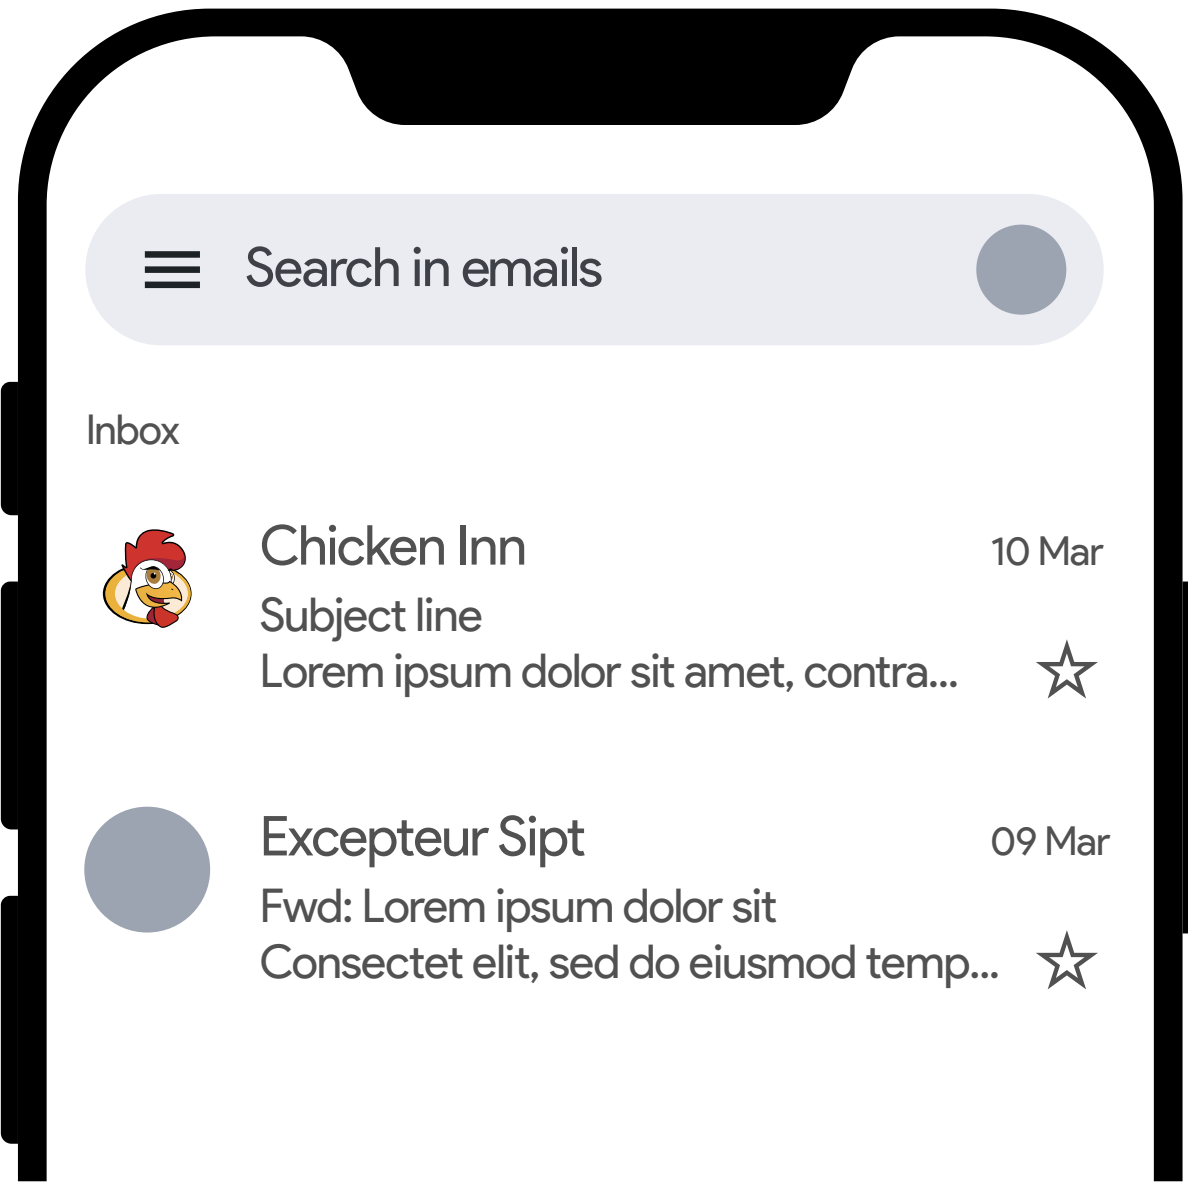 Search in emails
Inbox
Chicken Inn
10 Mar
Subject line
Lorem ipsum dolor sit amet, contra...
Excepteur Sipt
09 Mar
Fwd: Lorem ipsum dolor sit
Consectet elit, sed do eiusmod temp...